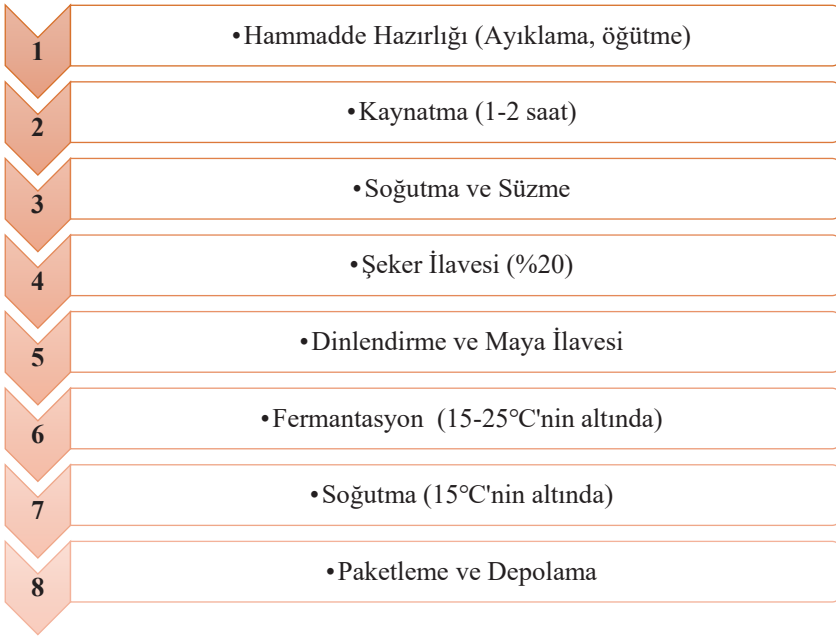 1
•Hammadde Hazırlığı (Ayıklama, öğütme)
2
•Kaynatma (1-2 saat)
3
•Soğutma ve Süzme
4
•Şeker İlavesi (%20)
5
•Dinlendirme ve Maya İlavesi
6
•Fermantasyon  (15-25°C'nin altında)
7
•Soğutma (15°C'nin altında)
8
•Paketleme ve Depolama